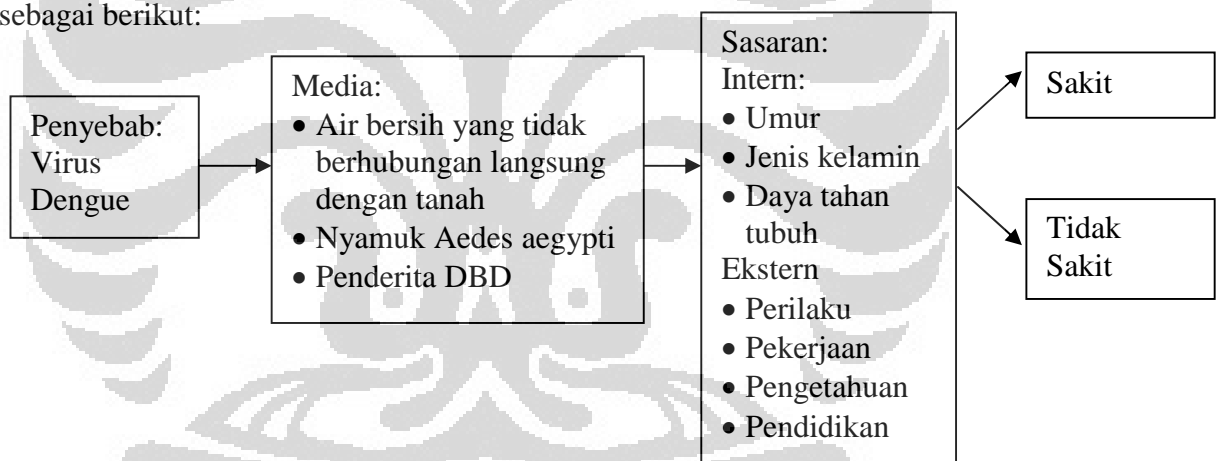 sebagai berikut:
Penyebab:
Virus
Dengue
Media:
• Air bersih yang tidak
berhubungan langsung
dengan tanah
• Nyamuk Aedes aegypti
• Penderita DBD
Sasaran:
Intern:
• Umur
• Jenis kelamin
• Daya tahan
tubuh
Ekstern
• Perilaku
• Pekerjaan
• Pengetahuan
• Pendidikan
Sakit
Tidak
Sakit